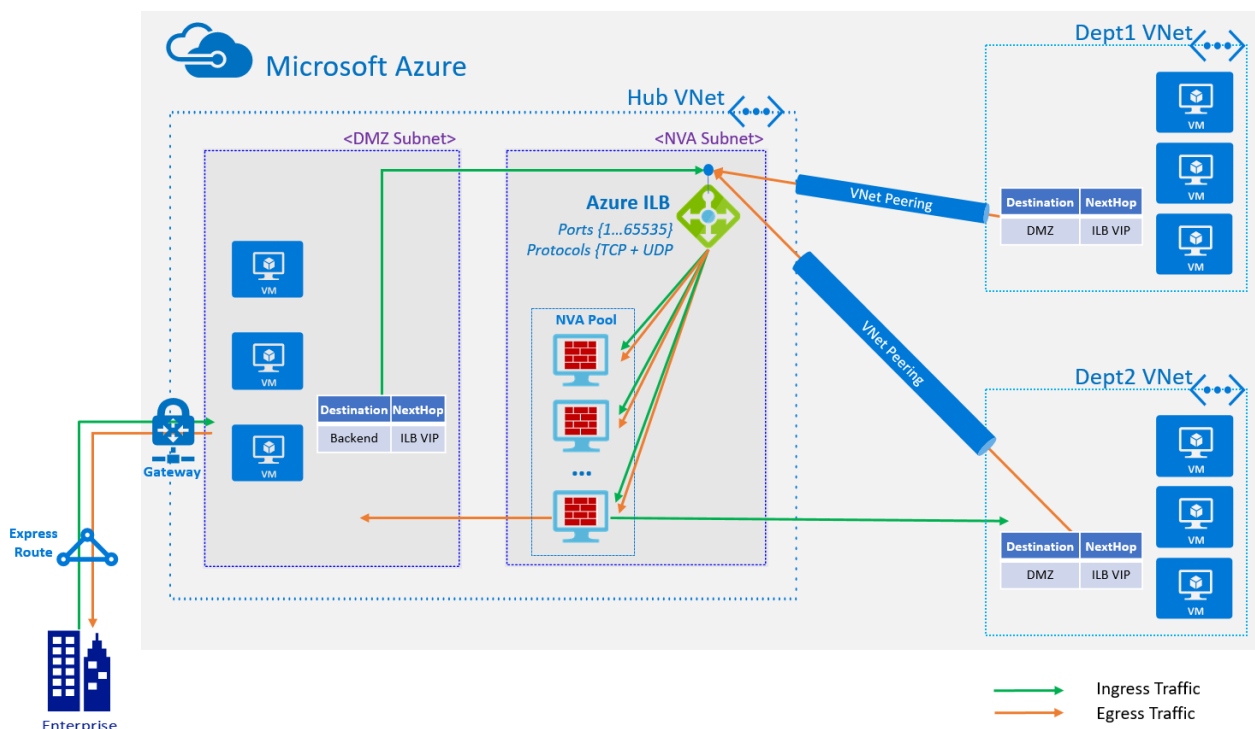 Microsoft Azure
Hub VNet
Dept1 VNet
<DMZ Subnet>
<NVA Subnet>
VM
VM
VM
Azure ILB
Ports {1...65535}
Protocols {TCP + UDP
VNet Peering
Destination NextHop
DMZ ILB VIP
VM
VM
VM
NVA Pool
...
VNet Peering
Destination NextHop
Backend ILB VIP
Gateway
Express
Route
Enterprise
Dept2 VNet
VM
VM
VM
Destination NextHop
DMZ ILB VIP
Ingress Traffic
Egress Traffic